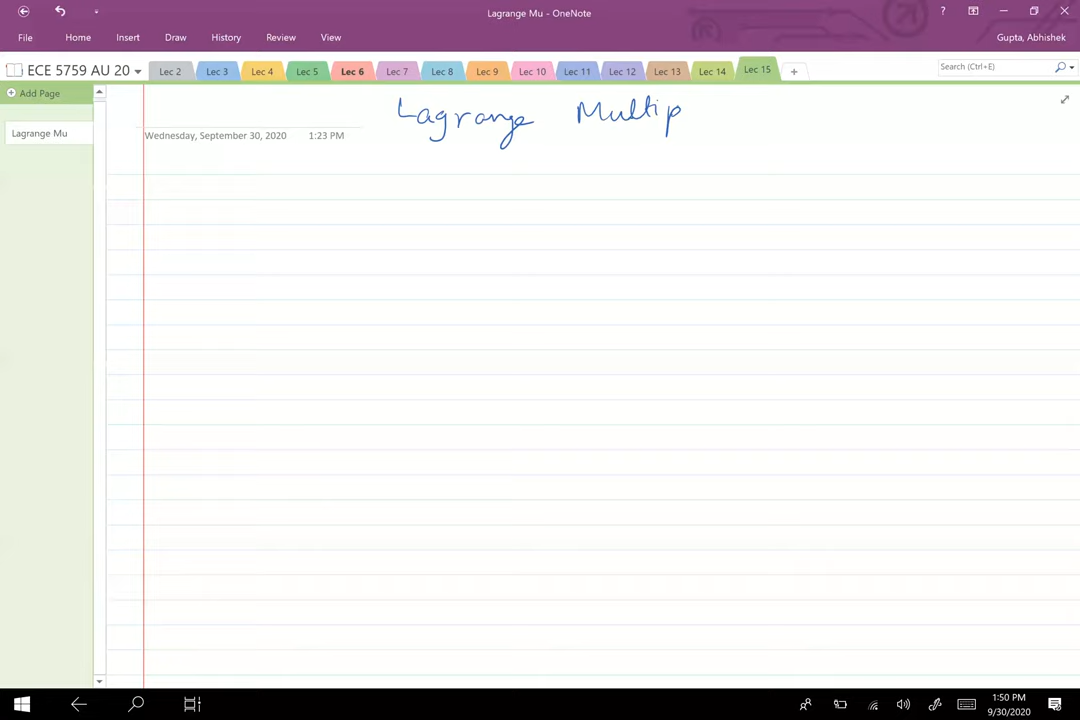 Lagrange Mu - OneNote
File Home Insert Draw History Review View Gupta, Abhishek
ECE 5759 AU 20 Lec 2 Lec 3 Lec 4 Lec 5 Lec 6 Lec 7 Lec 8 Lec 9 Lec 10 Lec 11 Lec 12 Lec 13 Lec 14 Lec 15 + Search (Ctrl+E)
Add Page
Lagrange Multip
Lagrange Mu
Wednesday, September 30, 2020 1:23 PM
1:50 PM
9/30/2020